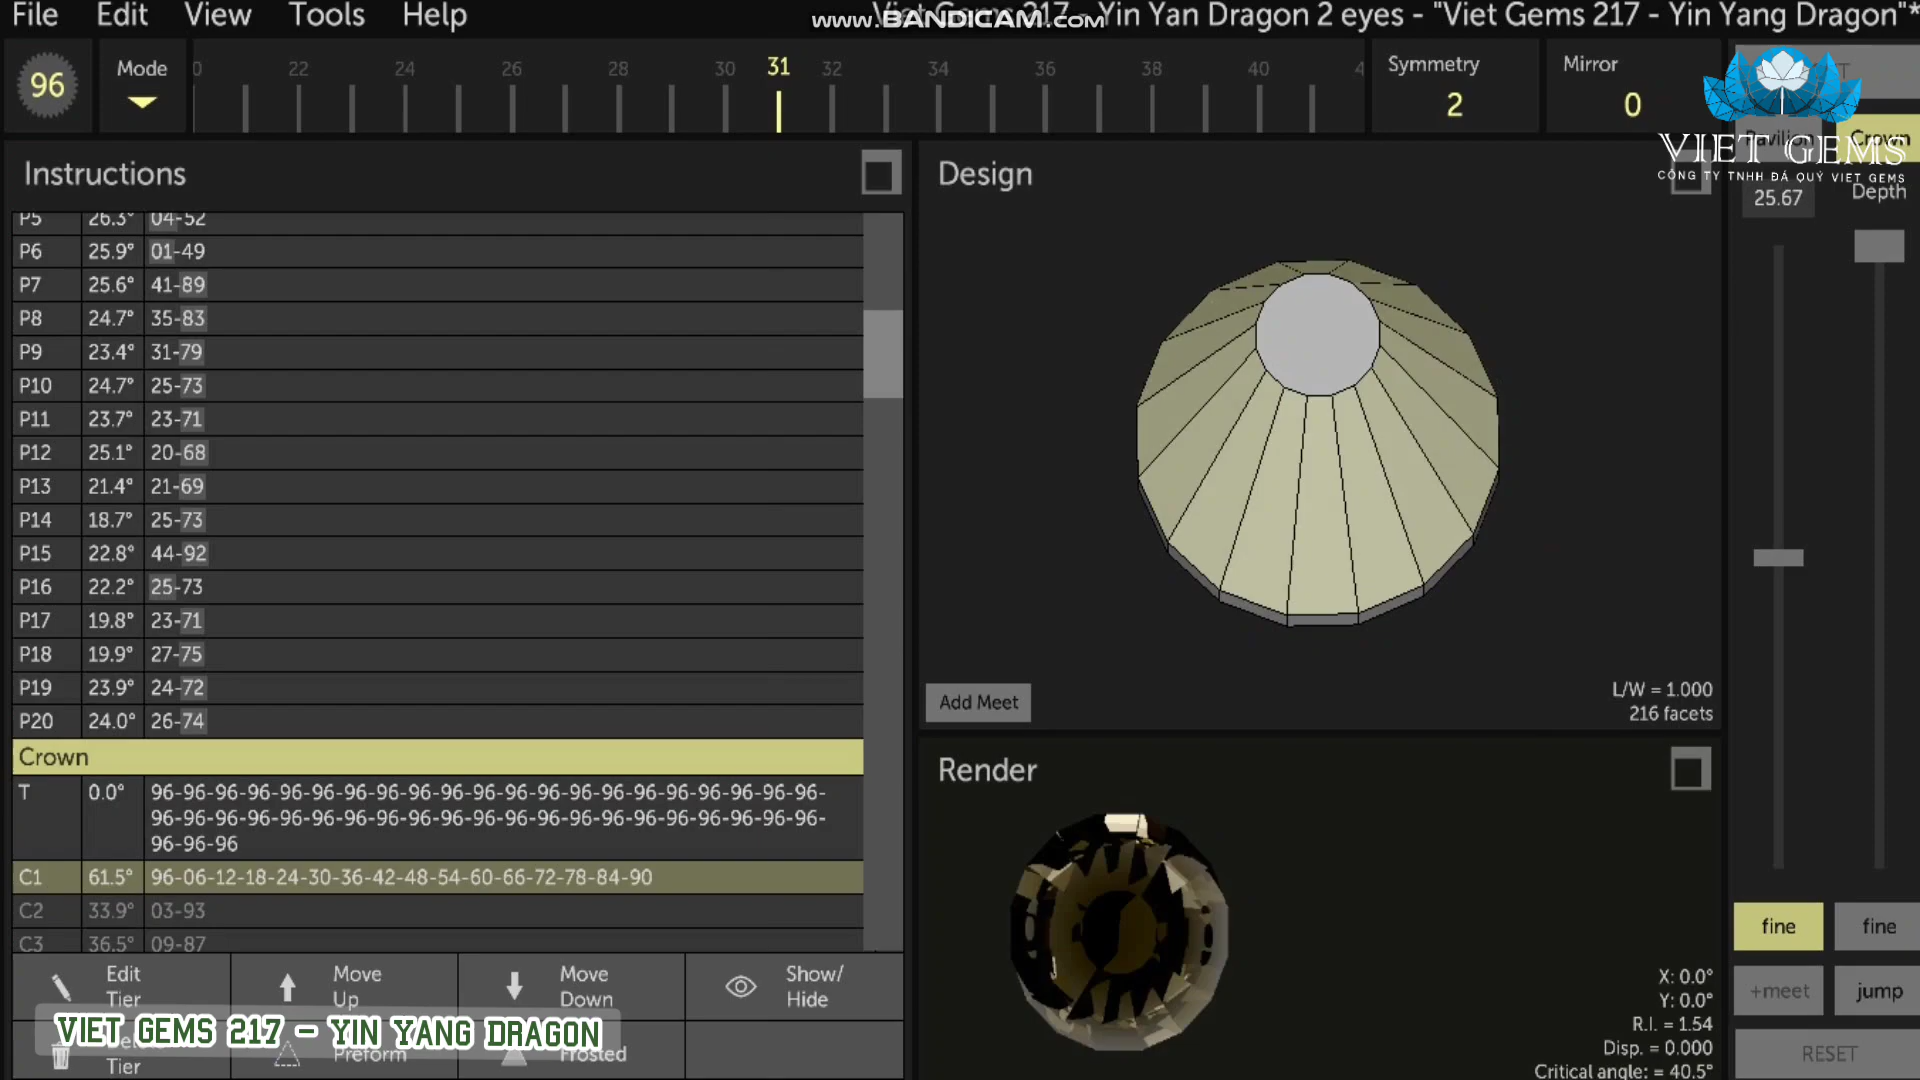 File Edit View Tools Help
www.BANDICAM.com
Viet Gems 217 - Yin Yan Dragon 2 eyes - "Viet Gems 217 - Yin Yang Dragon"*
96
Mode
22 24 26 28 30 31 32 34 36 38 40
Symmetry
2
Mirror
0
VIET GEMS
CÔNG TY TNHH ĐÁ QUÝ VIET GEMS
Pavilion
Crown
25.67
Depth
Instructions
P5 26.3° 04-52
P6 25.9° 01-49
P7 25.6° 41-89
P8 24.7° 35-83
P9 23.4° 31-79
P10 24.7° 25-73
P11 23.7° 23-71
P12 25.1° 20-68
P13 21.4° 21-69
P14 18.7° 25-73
P15 22.8° 44-92
P16 22.2° 25-73
P17 19.8° 23-71
P18 19.9° 27-75
P19 23.9° 24-72
P20 24.0° 26-74
Crown
T 0.0° 96-96-96-96-96-96-96-96-96-96-96-96-96-96-96-96-96-96-96-96-96-
96-96-96-96-96-96-96-96-96-96-96-96-96-96-96-96-96-96-96-96-96-
96-96-96
C1 61.5° 96-06-12-18-24-30-36-42-48-54-60-66-72-78-84-90
C2 33.9° 03-93
C3 36.5° 09-87
Edit Tier
Move Up
Move Down
Show/ Hide
VIET GEMS 217 - YIN YANG DRAGON
Tier
Preform
Frosted
Design
Add Meet
L/W = 1.000
216 facets
Render
X: 0.0°
Y: 0.0°
R.I. = 1.54
Disp. = 0.000
Critical angle: = 40.5°
fine
fine
+meet
jump
RESET